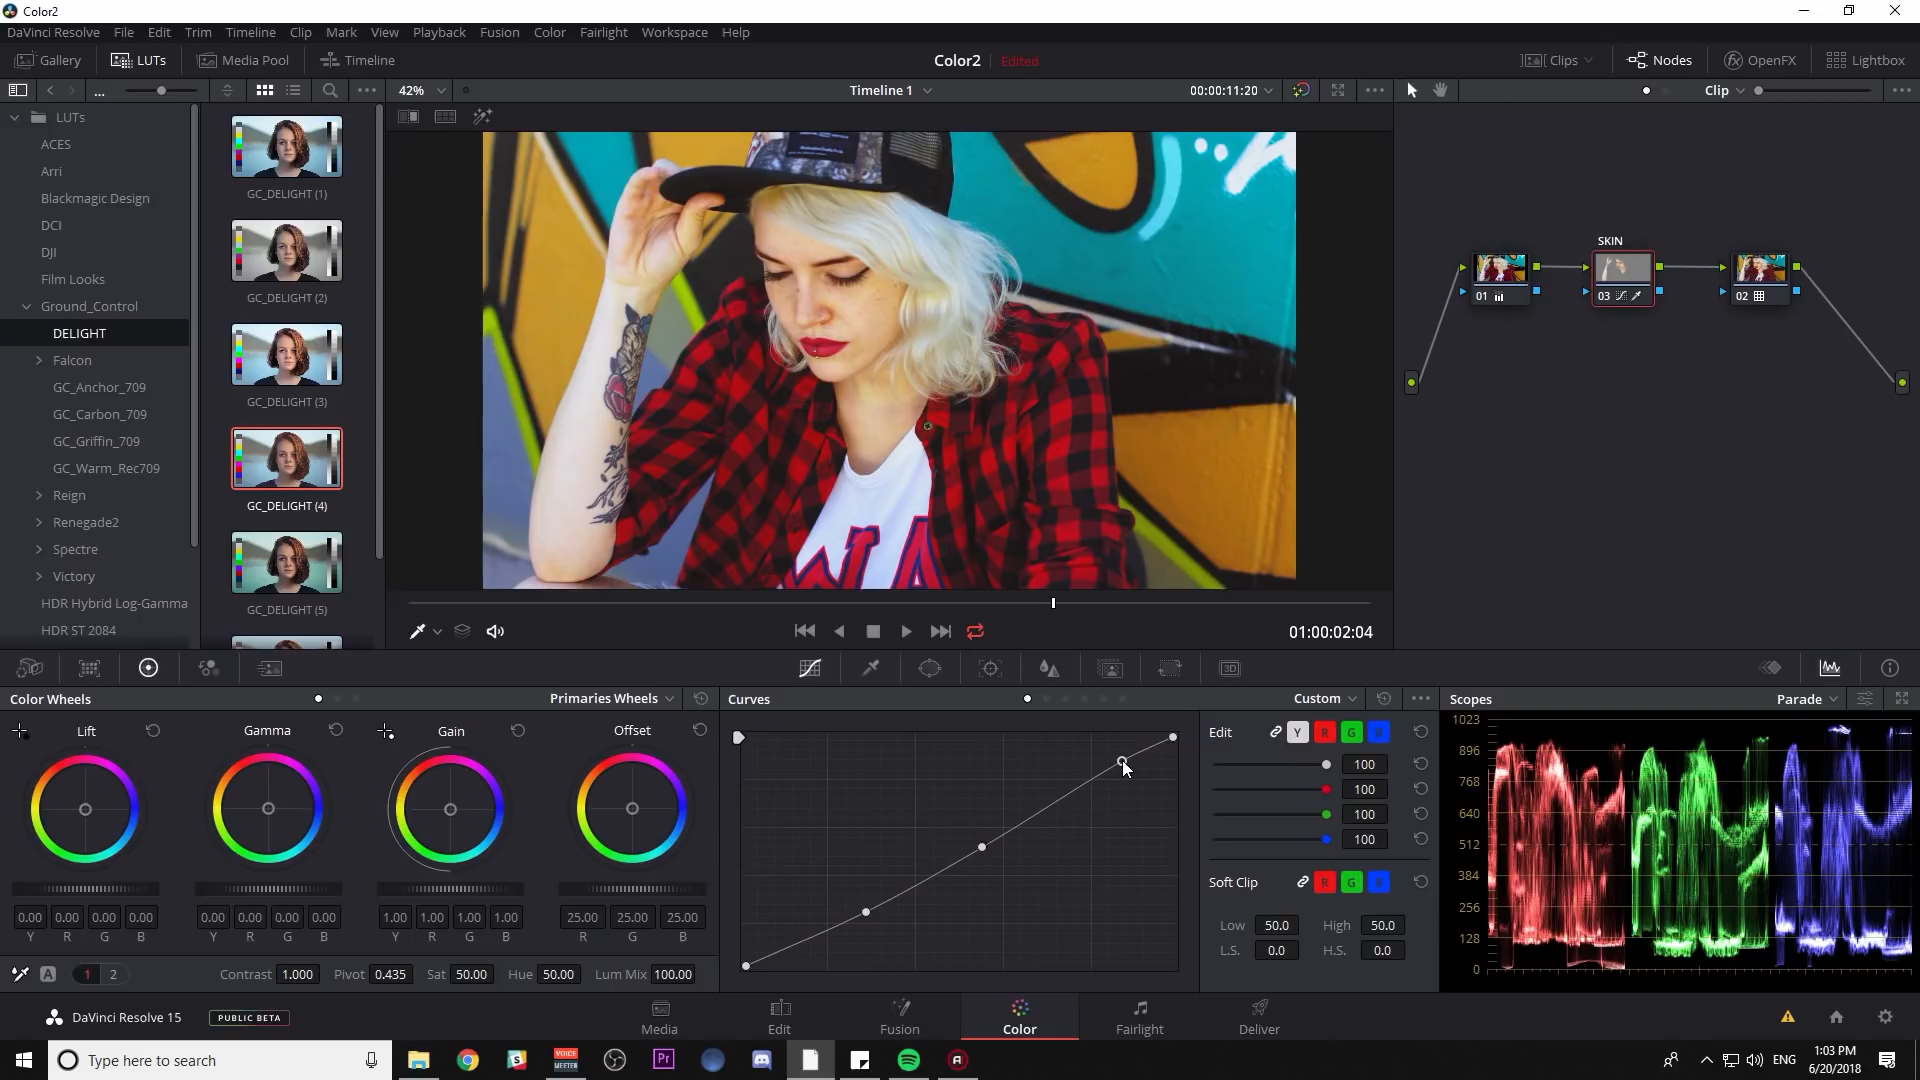 Color2
DaVinci Resolve File Edit Trim Timeline Clip Mark View Playback Fusion Color Fairlight Workspace Help
Gallery LUTs Media Pool Timeline Color2 Edited Clips Nodes OpenFX Lightbox
... 42% Timeline 1 00:00:11:20 Clip
LUTs
ACES
Arri
Blackmagic Design
DCI
DJI
Film Looks
Ground_Control
DELIGHT
Falcon
GC_Anchor_709
GC_Carbon_709
GC_Griffin_709
GC_Warm_Rec709
Reign
Renegade2
Spectre
Victory
HDR Hybrid Log-Gamma
HDR ST 2084
GC_DELIGHT (1)
GC_DELIGHT (2)
GC_DELIGHT (3)
GC_DELIGHT (4)
GC_DELIGHT (5)
SKIN
01 03 02
01:00:02:04
3D
Color Wheels Primaries Wheels
Lift Gamma Gain Offset
0.00 0.00 0.00 0.00 0.00 0.00 0.00 0.00 1.00 1.00 1.00 1.00 25.00 25.00 25.00
Y R G B Y R G B Y R G B R G B
A 1 2 Contrast 1.000 Pivot 0.435 Sat 50.00 Hue 50.00 Lum Mix 100.00
Curves Custom
Edit Y R G B
100
100
100
100
Soft Clip R G B
Low 50.0 High 50.0
L.S. 0.0 H.S. 0.0
Scopes Parade
1023
896
768
640
512
384
256
128
0
DaVinci Resolve 15 PUBLIC BETA
Media Edit Fusion Color Fairlight Deliver
Type here to search
VOICE
MEETER
Pr
ENG
1:03 PM
6/20/2018